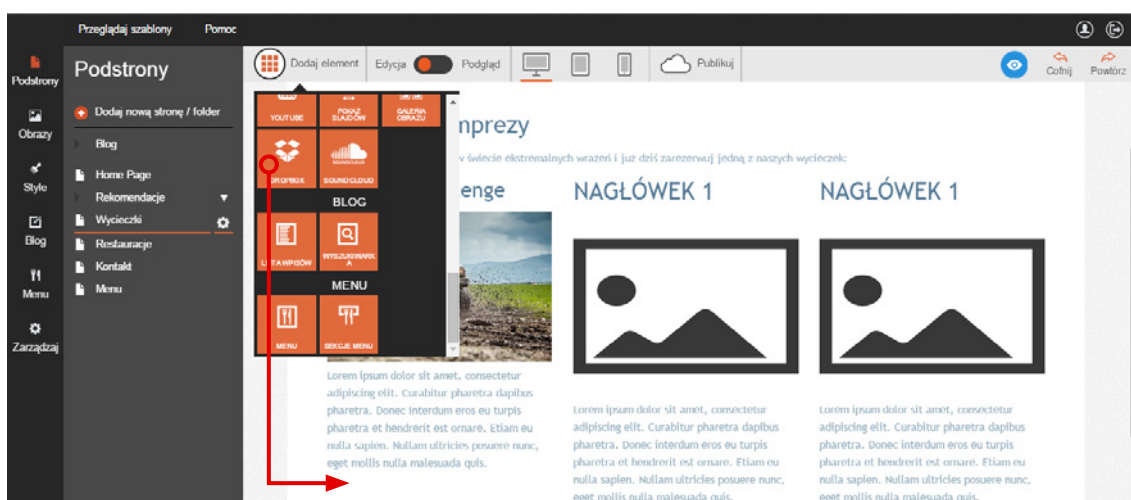 Przeglądaj szablony Pomoc
Podstrony
Obrazy
Style
Blog
Menu
Zarządzaj
Podstrony
Dodaj nową stronę / folder
Blog
Home Page
Rekomendacje
Wycieczki
Restauracje
Kontakt
Menu
Dodaj element Edycja Podgląd Publikuj Cofnij Powtórz
YOUTUBE
POKAZ
SLAJDÓW
GALERIA
OBRAZU
DROPBOX
SOUNDCLOUD
SOUNDCLOUD
BLOG
LISTA WPISÓW
WYSZUKIWARK
A
MENU
MENU
SEKCJE MENU
mprezy
w świecie ekstremalnych wrażeń i już dziś zarezerwuj jedną z naszych wycieczek:
enge
Lorem ipsum dolor sit amet, consectetur
adipiscing elit. Curabitur pharetra dapibus
pharetra. Donec interdum eros eu turpis
pharetra et hendrerit est ornare. Etiam eu
nulla sapien. Nullam ultricies posuere nunc,
eget mollis nulla malesuada quis.
NAGŁÓWEK 1
Lorem ipsum dolor sit amet, consectetur
adipiscing elit. Curabitur pharetra dapibus
pharetra. Donec interdum eros eu turpis
pharetra et hendrerit est ornare. Etiam eu
nulla sapien. Nullam ultricies posuere nunc,
eget mollis nulla malesuada quis.
NAGŁÓWEK 1
Lorem ipsum dolor sit amet, consectetur
adipiscing elit. Curabitur pharetra dapibus
pharetra. Donec interdum eros eu turpis
pharetra et hendrerit est ornare. Etiam eu
nulla sapien. Nullam ultricies posuere nunc,
eget mollis nulla malesuada quis.